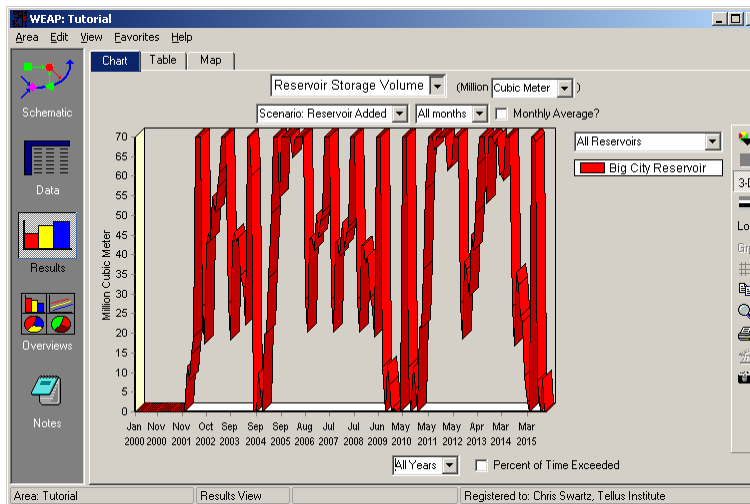 WEAP: Tutorial
Area Edit View Favorites Help
Chart Table Map
Reservoir Storage Volume (Million Cubic Meter )
Scenario: Reservoir Added All months Monthly Average?
All Reservoirs
Big City Reservoir
Schematic
Data
Results
Overviews
Notes
Million Cubic Meter
70
65
60
55
50
45
40
35
30
25
20
15
10
5
0
Jan Nov Nov Oct Sep Sep Sep Aug Jul Jul Jun May May May Apr Mar Mar
2000 2000 2001 2002 2003 2004 2005 2006 2007 2008 2009 2010 2011 2012 2013 2014 2015
3-D
Lo
Gr
All Years Percent of Time Exceeded
Area: Tutorial Results View Registered to: Chris Swartz, Tellus Institute